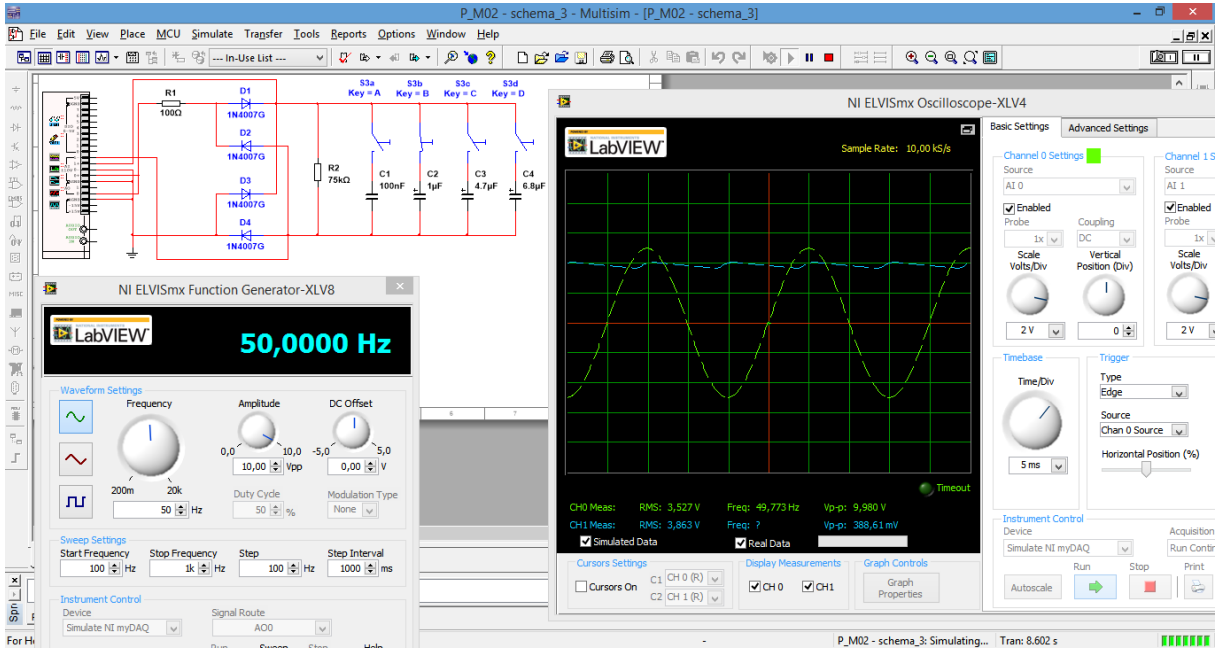 P_M02 - schema_3 - Multisim - [P_M02 - schema_3]
File Edit View Place MCU Simulate Transfer Tools Reports Options Window Help
--- In-Use List ---
S3a S3b S3c S3d
Key = A Key = B Key = C Key = D
R1
100Ω
D1
1N4007G
D2
1N4007G
D3
1N4007G
D4
1N4007G
R2
75kΩ
C1
100nF
C2
1µF
C3
4.7µF
C4
6.8µF
MISC
6 7
NI ELVISmx Function Generator-XLV8
LabVIEW
50,0000 Hz
Waveform Settings
Frequency Amplitude DC Offset
0,0 10,0 -5,0 5,0
10,00 Vpp 0,00 V
200m 20k
50 Hz
Duty Cycle Modulation Type
50 % None
Sweep Settings
Start Frequency Stop Frequency Step Step Interval
100 Hz 1k Hz 100 Hz 1000 ms
Instrument Control
Device Signal Route
Simulate NI myDAQ AO0
Run Sweep Stop Help
NI ELVISmx Oscilloscope-XLV4
LabVIEW
Sample Rate: 10,00 kS/s
Timeout
CH0 Meas: RMS: 3,527 V Freq: 49,773 Hz Vp-p: 9,980 V
CH1 Meas: RMS: 3,863 V Freq: ? Vp-p: 388,61 mV
Simulated Data Real Data
Cursors Settings Display Measurements Graph Controls
Cursors On C1 CH 0 (R) CH 0 CH1 Graph Properties
C2 CH 1 (R)
Basic Settings Advanced Settings
Channel 0 Settings Channel 1 S
Source Source
AI 0 AI 1
Enabled Enabled
Probe Coupling Probe
1x DC 1x
Scale Volts/Div Vertical Position (Div) Scale Volts/Div
2 V 0 2 V
Timebase Trigger
Time/Div Type
Edge
Source
Chan 0 Source
5 ms Horizontal Position (%)
Instrument Control
Device Acquisition
Simulate NI myDAQ Run Contir
Run Stop Print
Autoscale
For H
P_M02 - schema_3: Simulating... Tran: 8.602 s